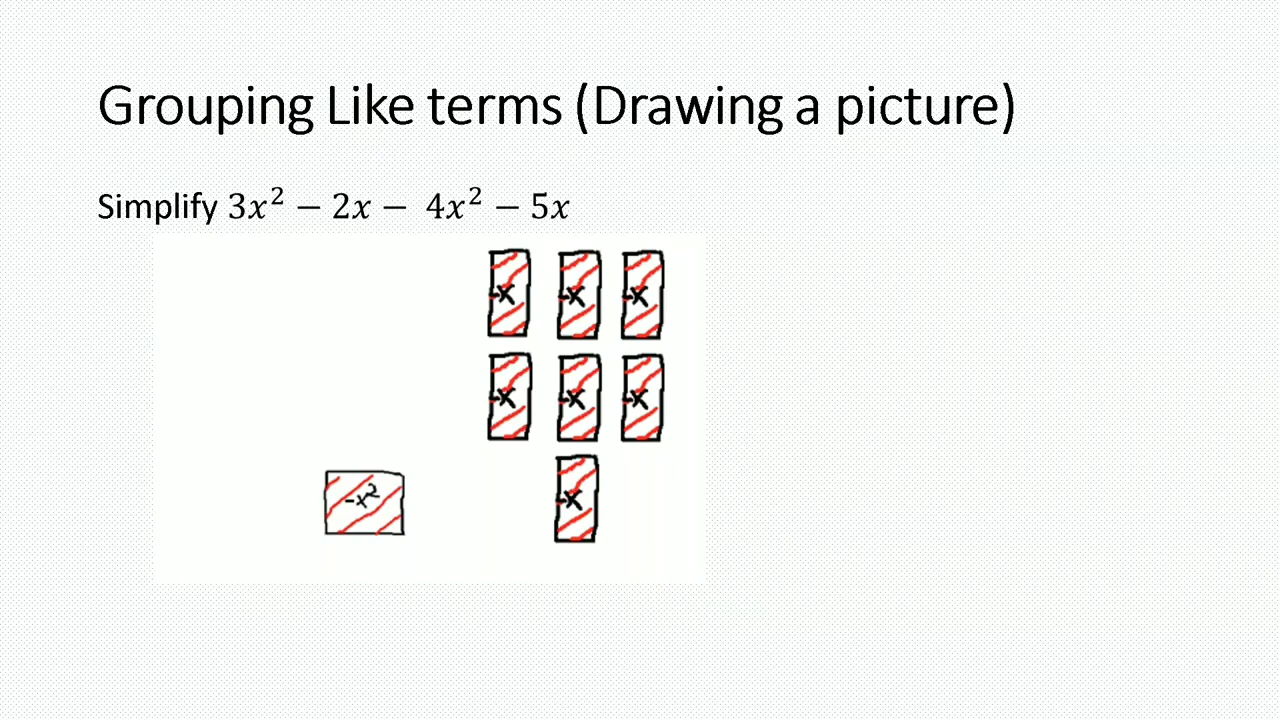 Grouping Like terms (Drawing a picture)
Simplify 3x² − 2x − 4x² − 5x
-x -x -x
-x -x -x
-x² -x